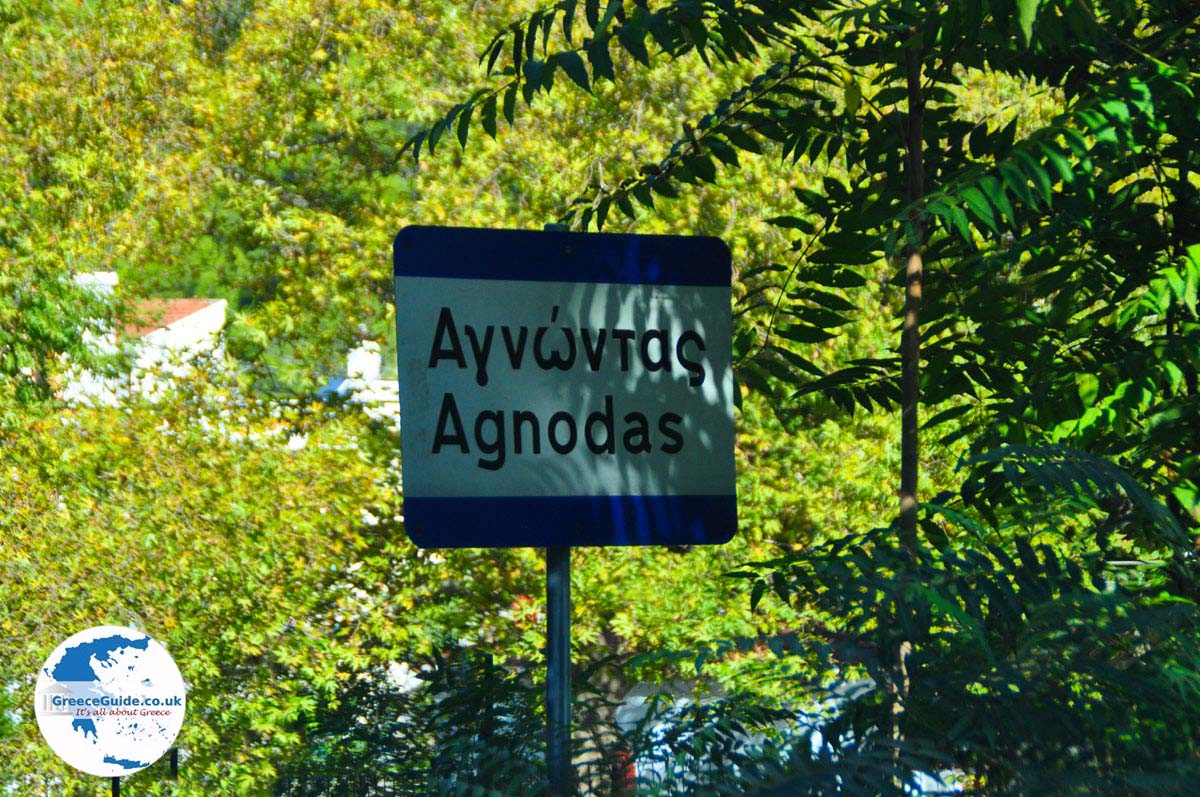 Αγνώντας
Agnodas
GreeceGuide.co.uk
It's all about Greece